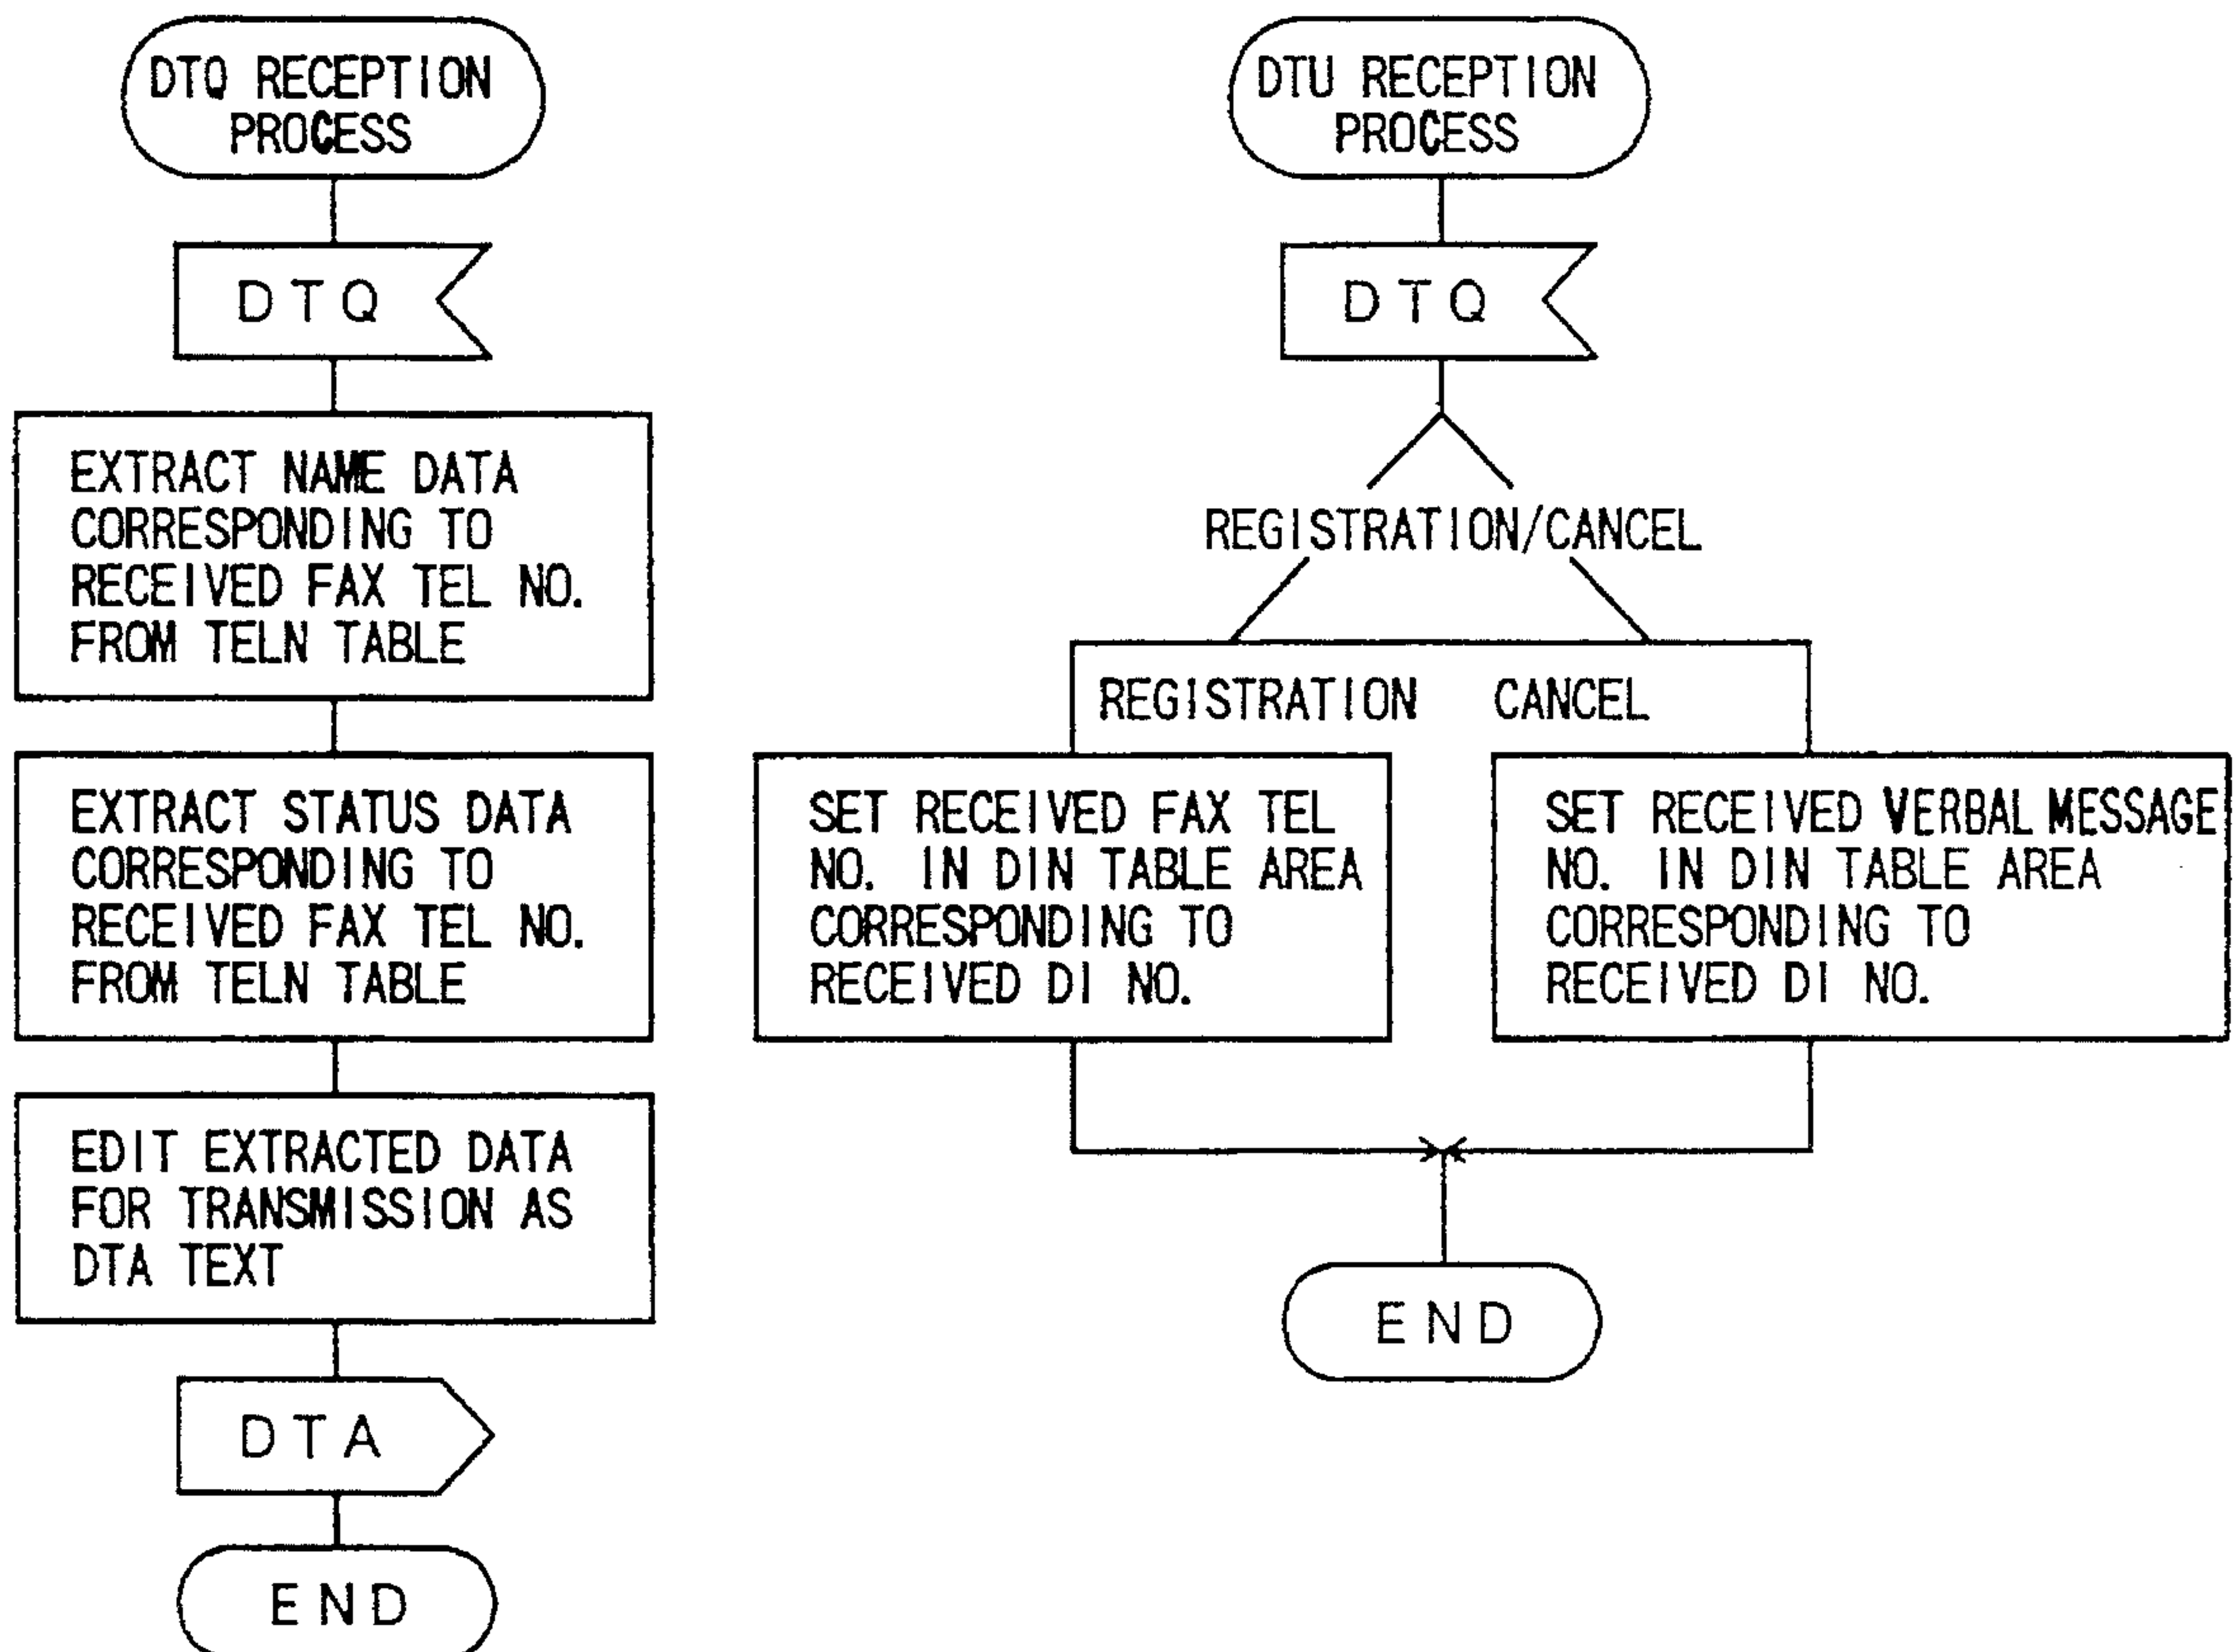 DTQ RECEPTION
PROCESS
DTQ
EXTRACT NAME DATA
CORRESPONDING TO
RECEIVED FAX TEL NO.
FROM TELN TABLE
EXTRACT STATUS DATA
CORRESPONDING TO
RECEIVED FAX TEL NO.
FROM TELN TABLE
EDIT EXTRACTED DATA
FOR TRANSMISSION AS
DTA TEXT
DTA
END
DTU RECEPTION
PROCESS
DTQ
REGISTRATION/CANCEL
REGISTRATION
CANCEL
SET RECEIVED FAX TEL
NO. IN DIN TABLE AREA
CORRESPONDING TO
RECEIVED DI NO.
SET RECEIVED VERBAL MESSAGE
NO. IN DIN TABLE AREA
CORRESPONDING TO
RECEIVED DI NO.
END